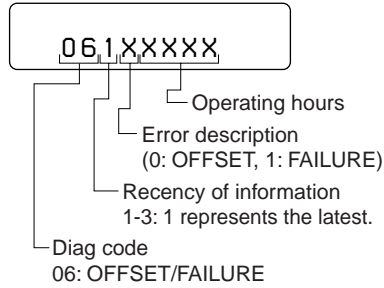 061XXXXXX
Operating hours
Error description
(0: OFFSET, 1: FAILURE)
Recency of information
1-3: 1 represents the latest.
Diag code
06: OFFSET/FAILURE